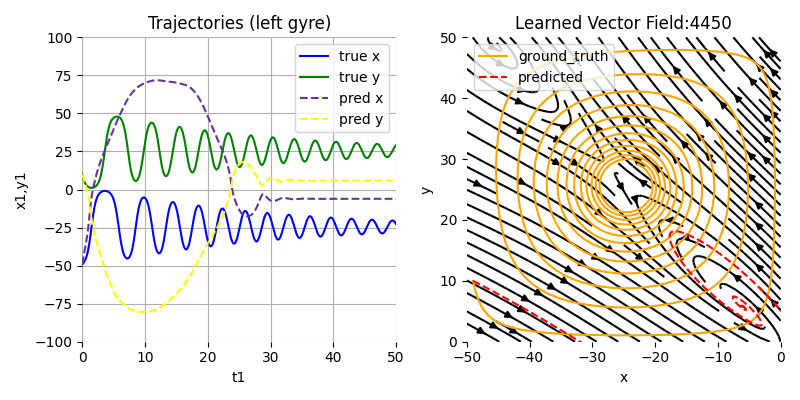 Trajectories (left gyre)
100
75
50
25
0
−25
−50
−75
−100
x1,y1
0
10
20
30
40
50
t1
true x
true y
pred x
pred y
Learned Vector Field:4450
50
40
30
20
10
0
y
−50
−40
−30
−20
−10
0
x
ground_truth
predicted